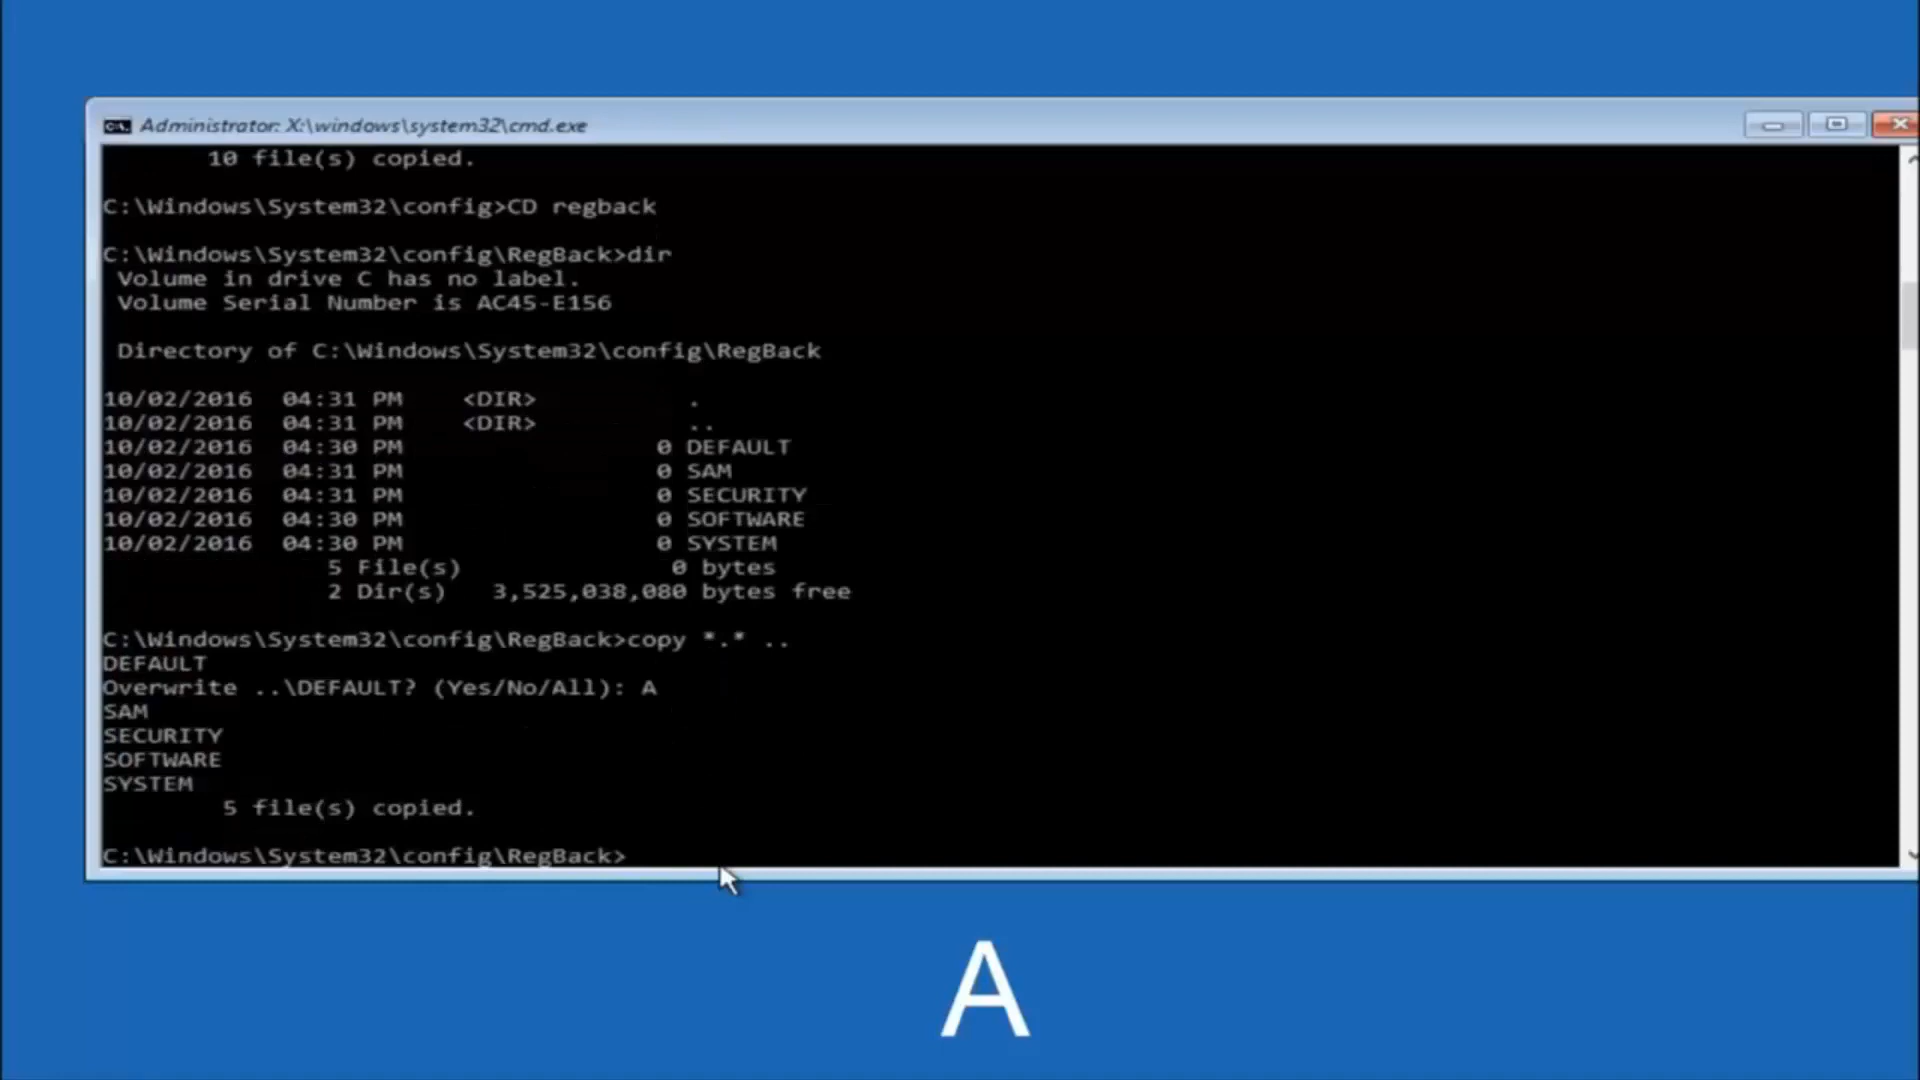 Administrator: X:\windows\system32\cmd.exe
10 file(s) copied.
C:\Windows\System32\config>CD regback
C:\Windows\System32\config\RegBack>dir
Volume in drive C has no label.
Volume Serial Number is AC45-E156
Directory of C:\Windows\System32\config\RegBack
10/02/2016 04:31 PM <DIR> .
10/02/2016 04:31 PM <DIR> ..
10/02/2016 04:30 PM 0 DEFAULT
10/02/2016 04:31 PM 0 SAM
10/02/2016 04:31 PM 0 SECURITY
10/02/2016 04:30 PM 0 SOFTWARE
10/02/2016 04:30 PM 0 SYSTEM
5 File(s) 0 bytes
2 Dir(s) 3,525,038,080 bytes free
C:\Windows\System32\config\RegBack>copy *.* ..
DEFAULT
Overwrite ..\DEFAULT? (Yes/No/All): A
SAM
SECURITY
SOFTWARE
SYSTEM
5 file(s) copied.
C:\Windows\System32\config\RegBack>
A